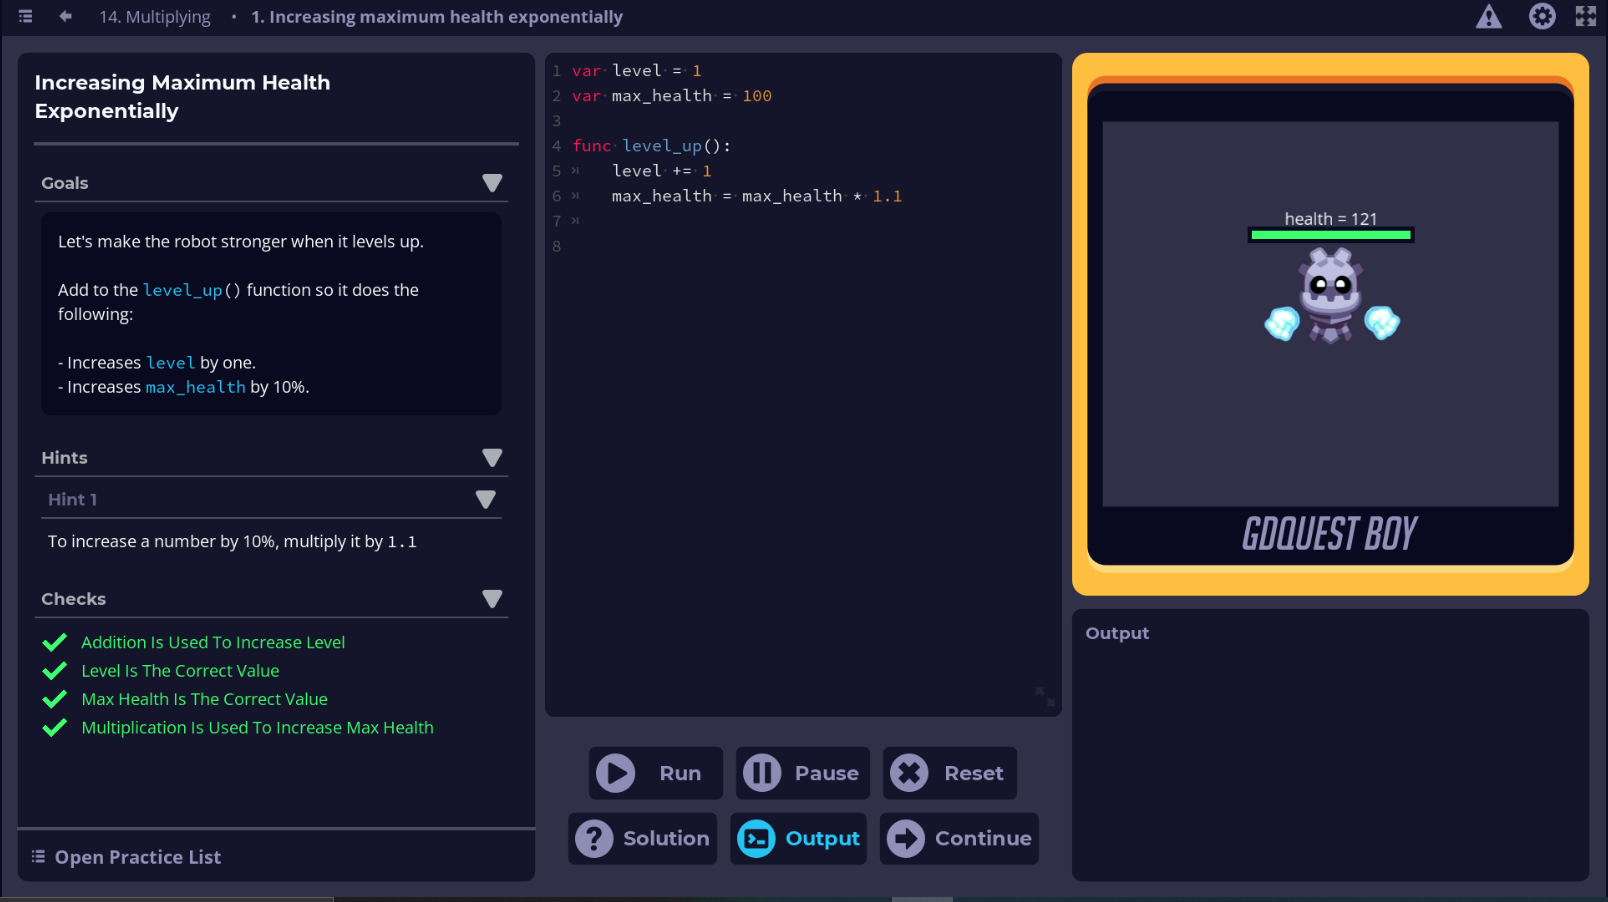 14. Multiplying • 1. Increasing maximum health exponentially
Increasing Maximum Health
Exponentially
Goals
Let's make the robot stronger when it levels up.
Add to the level_up() function so it does the
following:
- Increases level by one.
- Increases max_health by 10%.
Hints
Hint 1
To increase a number by 10%, multiply it by 1.1
Checks
Addition Is Used To Increase Level
Level Is The Correct Value
Max Health Is The Correct Value
Multiplication Is Used To Increase Max Health
Open Practice List
1 var level = 1
2 var max_health = 100
3
4 func level_up():
5 level += 1
6 max_health = max_health * 1.1
7
8
Run
Pause
Reset
Solution
Output
Continue
health = 121
GDQUEST BOY
Output